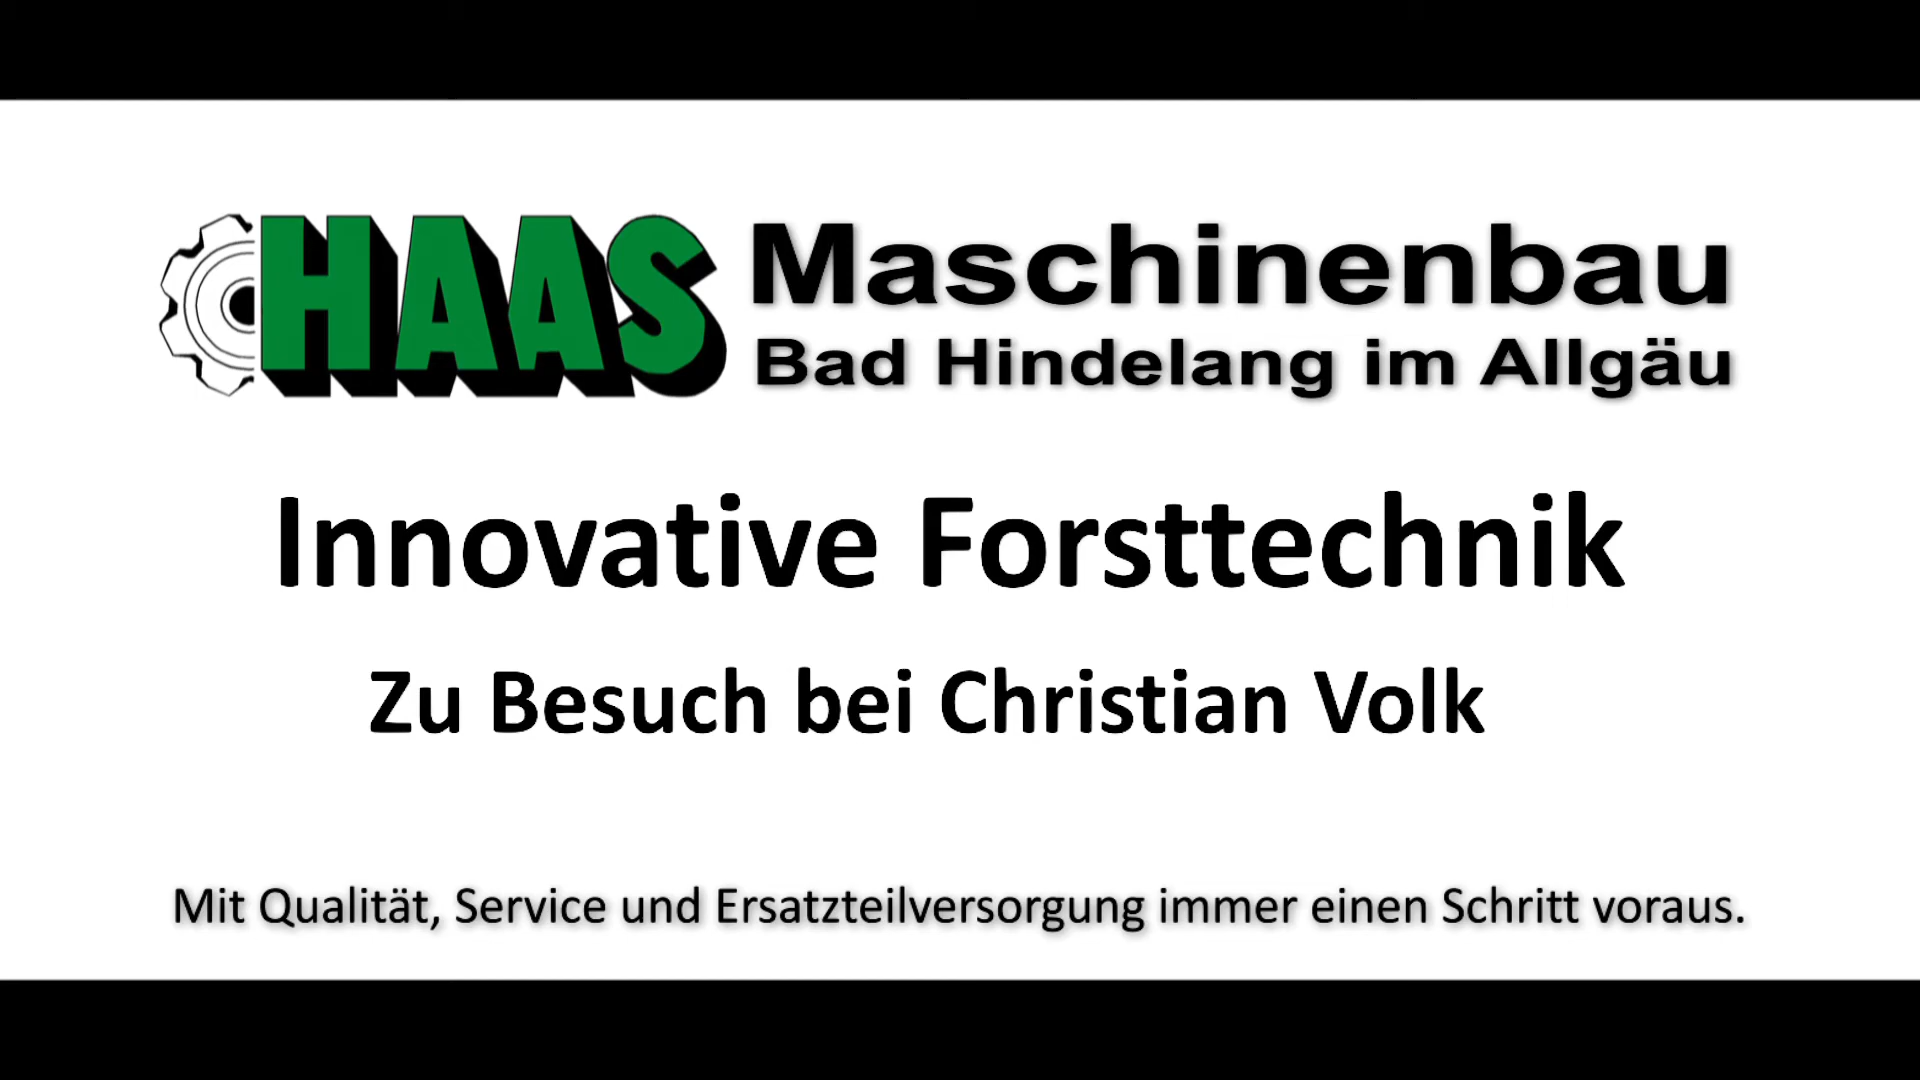 HAAS Maschinenbau
Bad Hindelang im Allgäu
Innovative Forsttechnik
Zu Besuch bei Christian Volk
Mit Qualität, Service und Ersatzteilversorgung immer einen Schritt voraus.